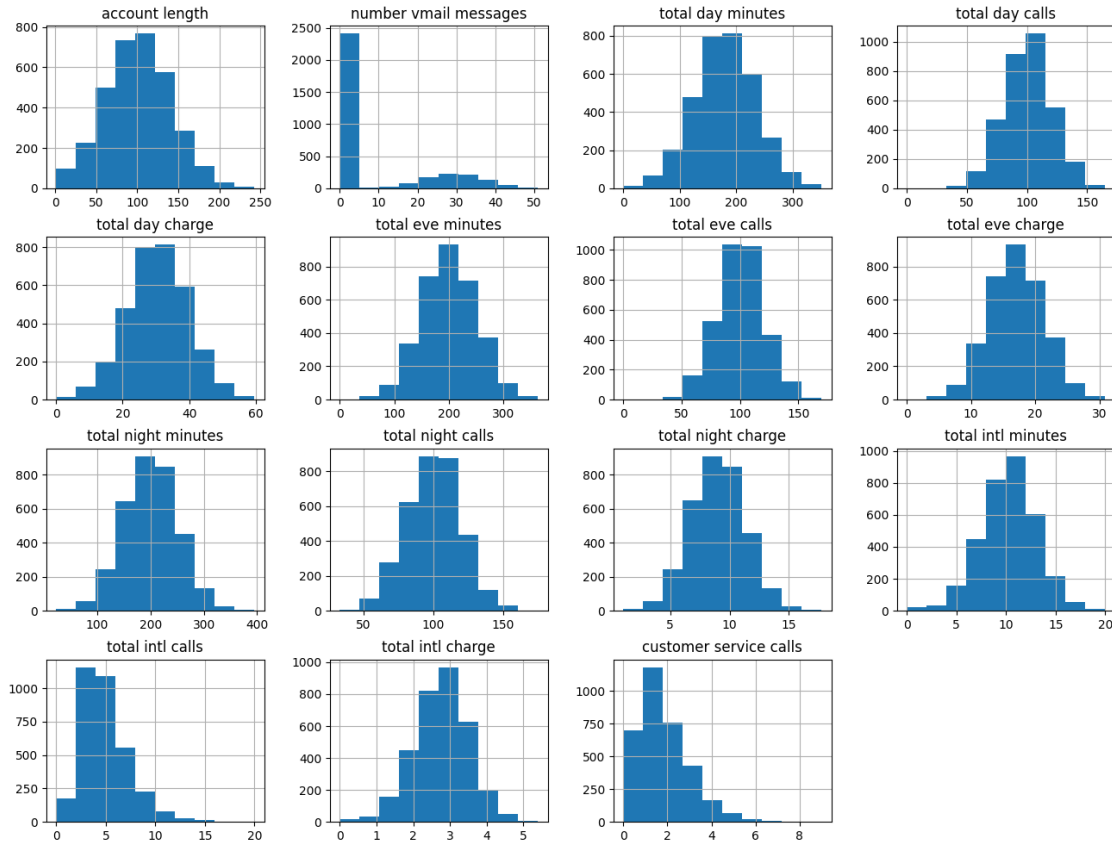 account length
number vmail messages
total day minutes
total day calls
800
600
400
200
0
0 50 100 150 200 250
2500
2000
1500
1000
500
0
0 10 20 30 40 50
800
600
400
200
0
0 100 200 300
1000
800
600
400
200
0
0 50 100 150
total day charge
total eve minutes
total eve calls
total eve charge
800
600
400
200
0
0 20 40 60
800
600
400
200
0
0 100 200 300
1000
800
600
400
200
0
0 50 100 150
800
600
400
200
0
0 10 20 30
total night minutes
total night calls
total night charge
total intl minutes
800
600
400
200
0
100 200 300 400
800
600
400
200
0
50 100 150
800
600
400
200
0
5 10 15
1000
800
600
400
200
0
0 5 10 15 20
total intl calls
total intl charge
customer service calls
1000
750
500
250
0
0 5 10 15 20
1000
800
600
400
200
0
0 1 2 3 4 5
1000
750
500
250
0
0 2 4 6 8